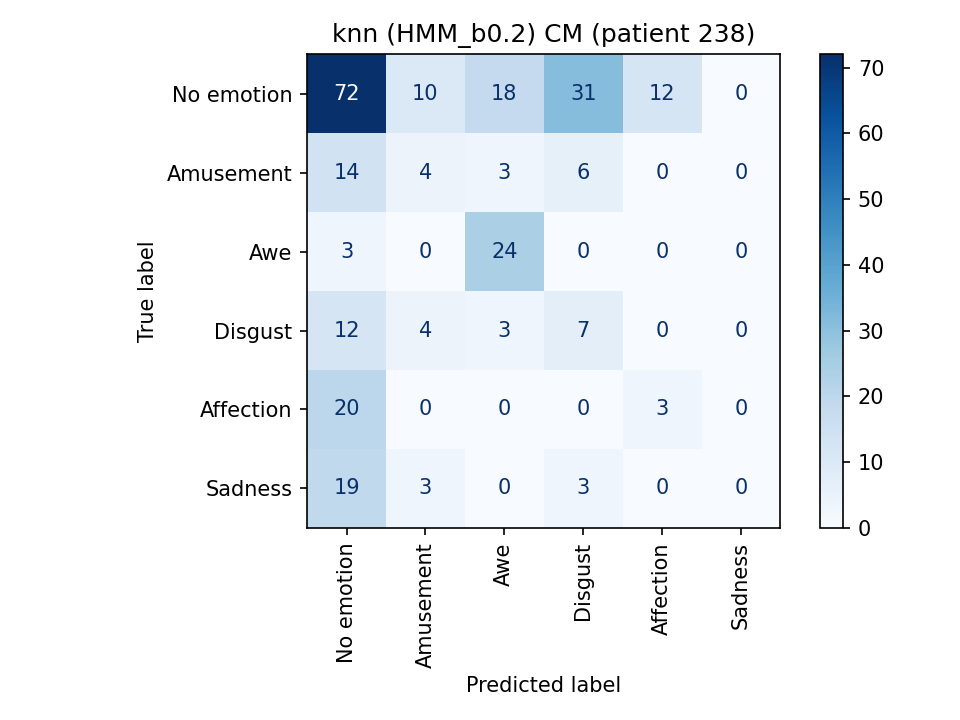 knn (HMM_b0.2) CM (patient 238)
True label
No emotion 72 10 18 31 12 0
Amusement 14 4 3 6 0 0
Awe 3 0 24 0 0 0
Disgust 12 4 3 7 0 0
Affection 20 0 0 0 3 0
Sadness 19 3 0 3 0 0
No emotion Amusement Awe Disgust Affection Sadness
Predicted label
70
60
50
40
30
20
10
0